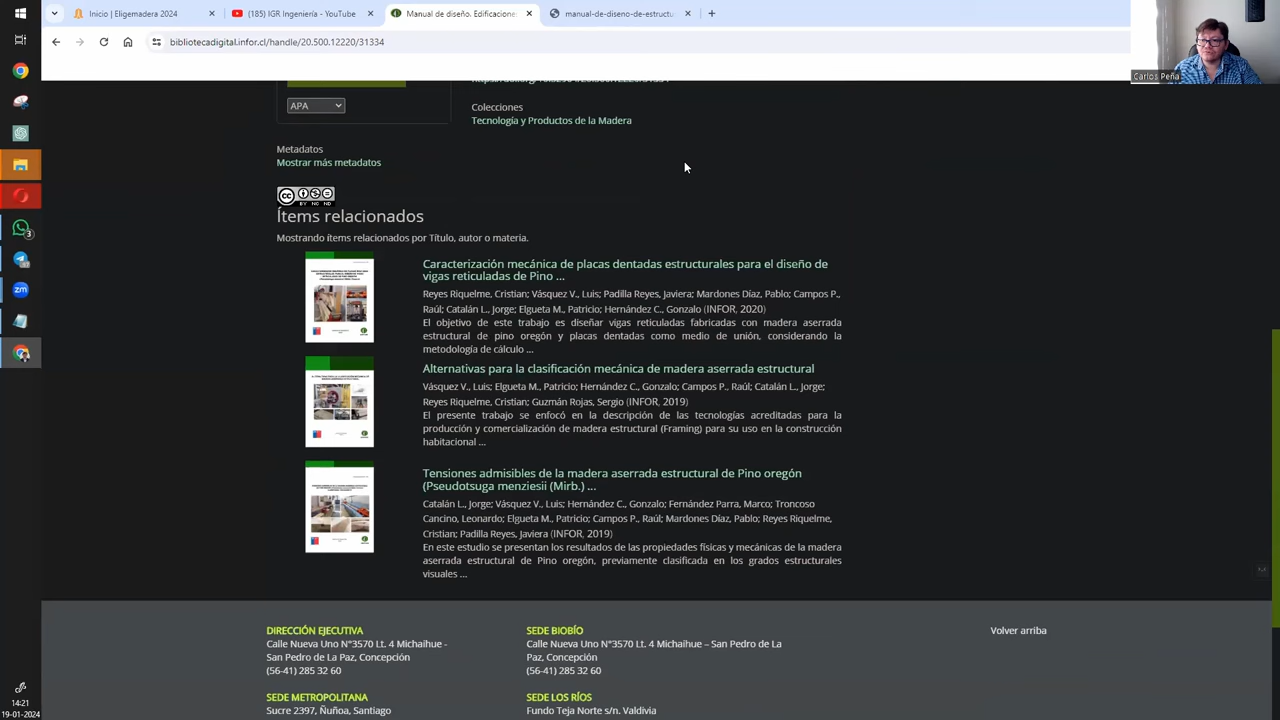 Inicio | Eligemadera 2024
(185) IGR Ingeniería - YouTube
Manual de diseño. Edificaciones
manual-de-diseno-de-estructu
bibliotecadigital.infor.cl/handle/20.500.12220/31334
Carlos Peña
APA
Colecciones
Tecnología y Productos de la Madera
Metadatos
Mostrar más metadatos
CC BY NC ND
Ítems relacionados
Mostrando ítems relacionados por Título, autor o materia.
Caracterización mecánica de placas dentadas estructurales para el diseño de
vigas reticuladas de Pino ...
Reyes Riquelme, Cristian; Vásquez V., Luis; Padilla Reyes, Javiera; Mardones Díaz, Pablo; Campos P.,
Raúl; Catalán L., Jorge; Elgueta M., Patricio; Hernández C., Gonzalo (INFOR, 2020)
El objetivo de este trabajo es diseñar vigas reticuladas fabricadas con madera aserrada
estructural de pino oregón y placas dentadas como medio de unión, considerando la
metodología de cálculo ...
Alternativas para la clasificación mecánica de madera aserrada estructural
Vásquez V., Luis; Elgueta M., Patricio; Hernández C., Gonzalo; Campos P., Raúl; Catalán L., Jorge;
Reyes Riquelme, Cristian; Guzmán Rojas, Sergio (INFOR, 2019)
El presente trabajo se enfocó en la descripción de las tecnologías acreditadas para la
producción y comercialización de madera estructural (Framing) para su uso en la construcción
habitacional ...
Tensiones admisibles de la madera aserrada estructural de Pino oregón
(Pseudotsuga menziesii (Mirb.) ...
Catalán L., Jorge; Vásquez V., Luis; Hernández C., Gonzalo; Fernández Parra, Marco; Troncoso
Cancino, Leonardo; Elgueta M., Patricio; Campos P., Raúl; Mardones Díaz, Pablo; Reyes Riquelme,
Cristian; Padilla Reyes, Javiera (INFOR, 2019)
En este estudio se presentan los resultados de las propiedades físicas y mecánicas de la madera
aserrada estructural de Pino oregón, previamente clasificada en los grados estructurales
visuales ...
DIRECCIÓN EJECUTIVA
Calle Nueva Uno N°3570 Lt. 4 Michaihue -
San Pedro de La Paz, Concepción
(56-41) 285 32 60
SEDE METROPOLITANA
Sucre 2397, Ñuñoa, Santiago
SEDE BIOBÍO
Calle Nueva Uno N°3570 Lt. 4 Michaihue – San Pedro de La
Paz, Concepción
(56-41) 285 32 60
SEDE LOS RÍOS
Fundo Teja Norte s/n. Valdivia
Volver arriba
3
14:21
19-01-2024